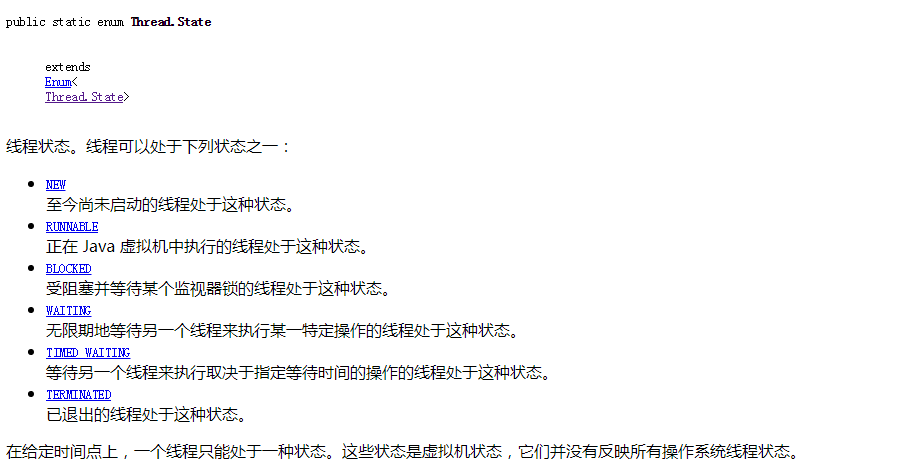 public static enum Thread.State
extends
Enum<
Thread.State>
线程状态。线程可以处于下列状态之一：
NEW
至今尚未启动的线程处于这种状态。
RUNNABLE
正在 Java 虚拟机中执行的线程处于这种状态。
BLOCKED
受阻塞并等待某个监视器锁的线程处于这种状态。
WAITING
无限期地等待另一个线程来执行某一特定操作的线程处于这种状态。
TIMED_WAITING
等待另一个线程来执行取决于指定等待时间的操作的线程处于这种状态。
TERMINATED
已退出的线程处于这种状态。
在给定时间点上，一个线程只能处于一种状态。这些状态是虚拟机状态，它们并没有反映所有操作系统线程状态。